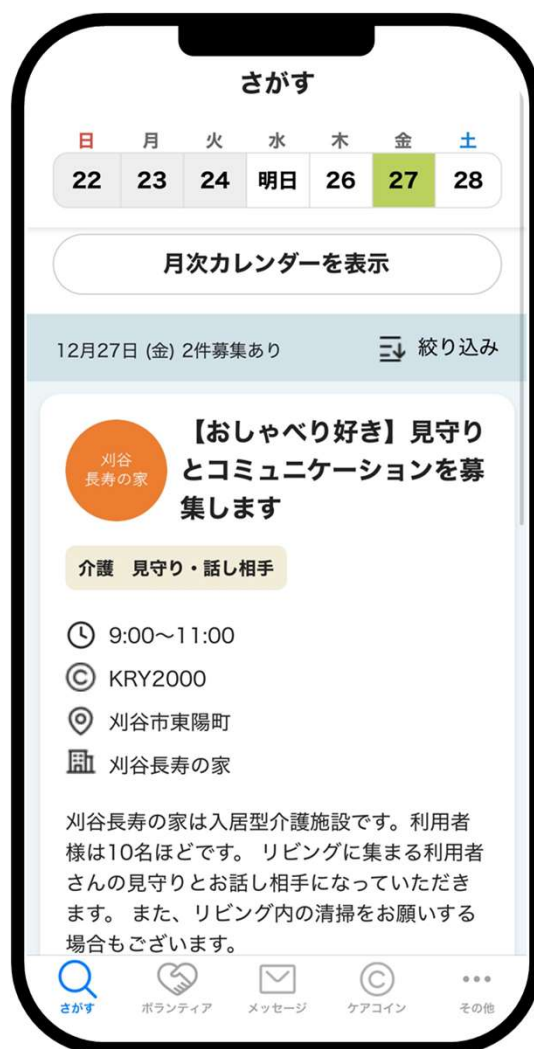 さがす
日 月 火 水 木 金 土
22 23 24 明日 26 27 28
月次カレンダーを表示
12月27日 (金) 2件募集あり 絞り込み
刈谷
長寿の家
【おしゃべり好き】見守り
とコミュニケーションを募
集します
介護 見守り・話し相手
9:00〜11:00
KRY2000
刈谷市東陽町
刈谷長寿の家
刈谷長寿の家は入居型介護施設です。利用者
様は10名ほどです。 リビングに集まる利用者
さんの見守りとお話し相手になっていただき
ます。 また、リビング内の清掃をお願いする
場合もございます。
さがす ボランティア メッセージ ケアコイン その他